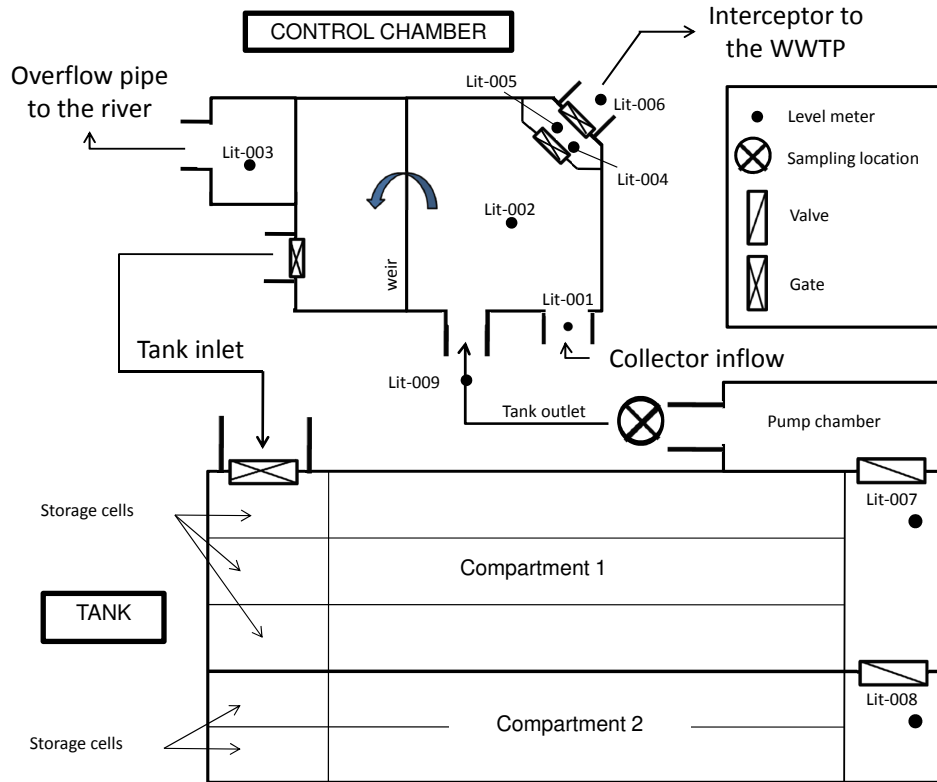 CONTROL CHAMBER
Interceptor to
the WWTP
Overflow pipe
to the river
Lit-005
Lit-006
Lit-003
Lit-004
Lit-002
weir
Lit-001
Level meter
Sampling location
Valve
Gate
Tank inlet
Collector inflow
Lit-009
Tank outlet
Pump chamber
Lit-007
Storage cells
Compartment 1
TANK
Lit-008
Compartment 2
Storage cells